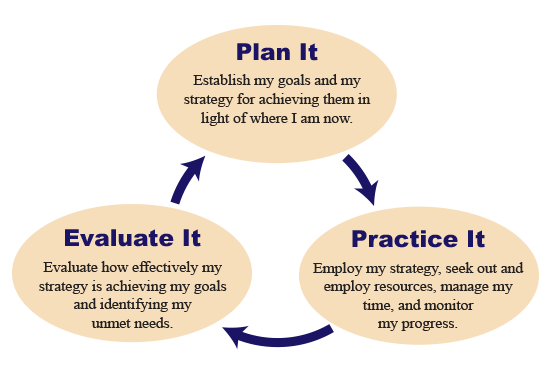 Plan It
Establish my goals and my
strategy for achieving them in
light of where I am now.
Evaluate It
Evaluate how effectively my
strategy is achieving my goals
and identifying my
unmet needs.
Practice It
Employ my strategy, seek out and
employ resources, manage my
time, and monitor
my progress.